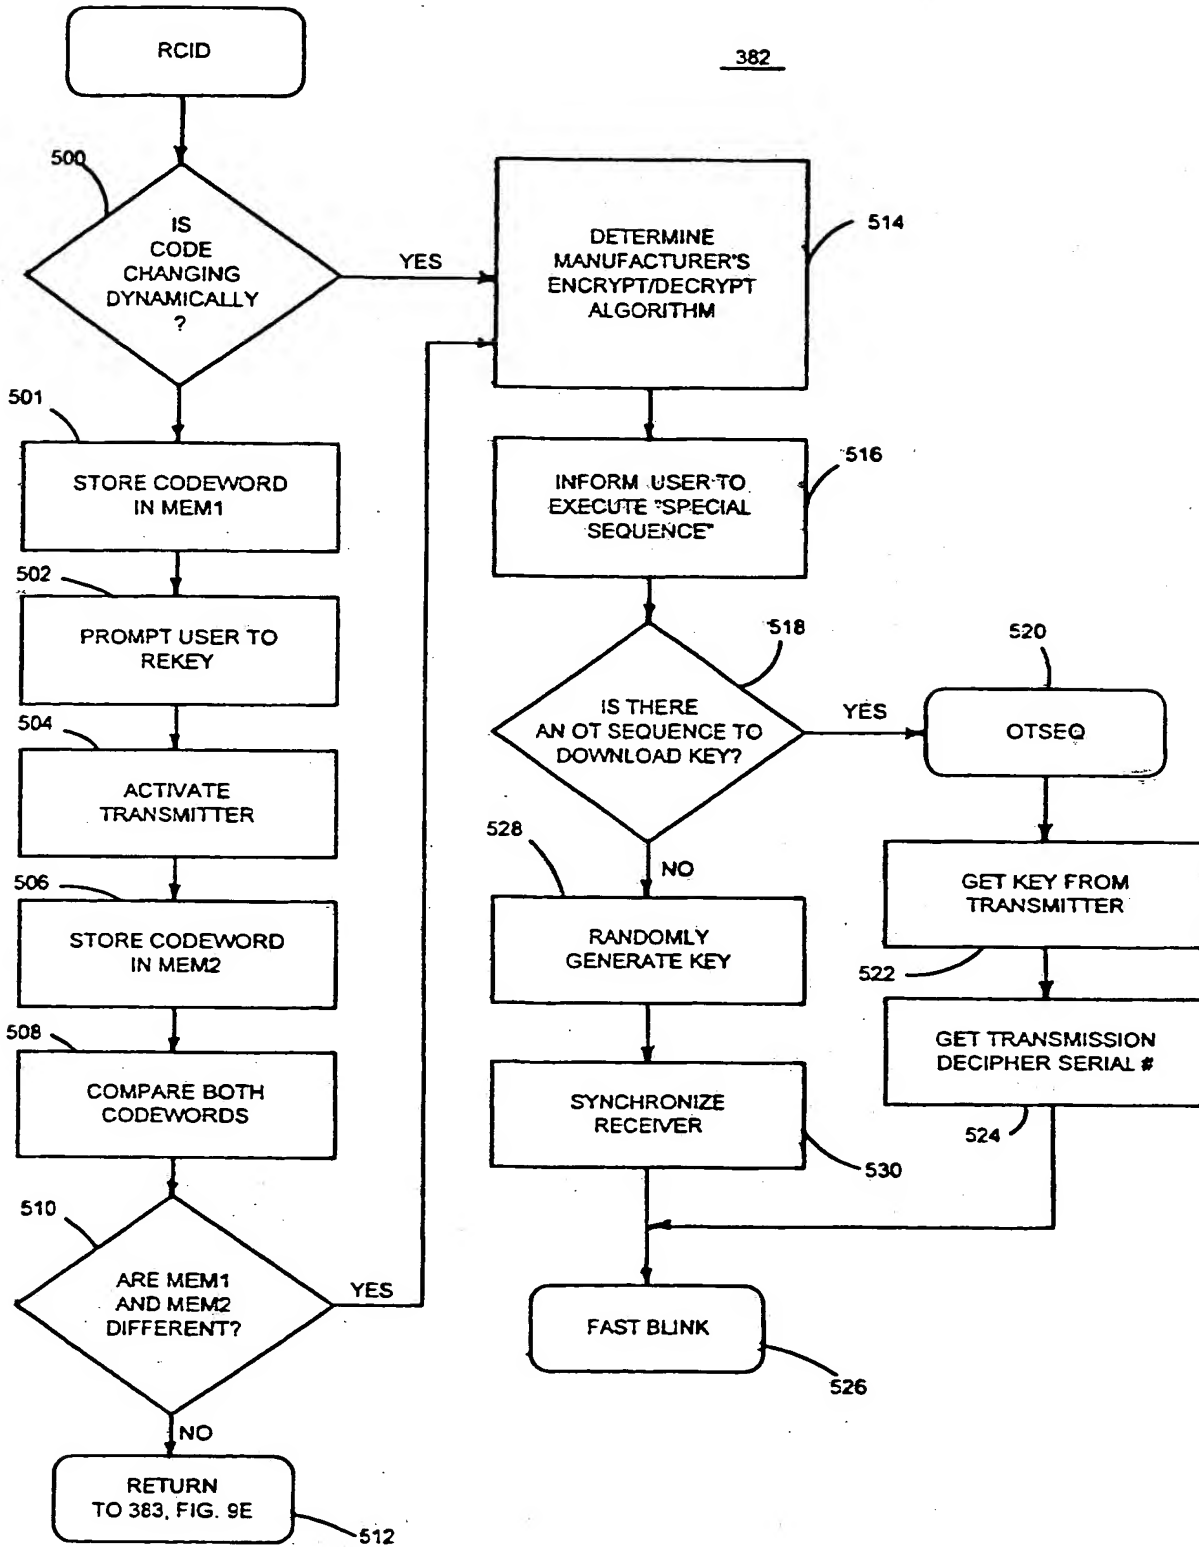 RCID
382
500
IS
CODE
CHANGING
DYNAMICALLY
?
YES
501
STORE CODEWORD
IN MEM1
502
PROMPT USER TO
REKEY
504
ACTIVATE
TRANSMITTER
506
STORE CODEWORD
IN MEM2
508
COMPARE BOTH
CODEWORDS
510
ARE MEM1
AND MEM2
DIFFERENT?
YES
NO
RETURN
TO 383, FIG. 9E
512
DETERMINE
MANUFACTURER'S
ENCRYPT/DECRYPT
ALGORITHM
514
INFORM USER TO
EXECUTE "SPECIAL
SEQUENCE"
516
518
IS THERE
AN OT SEQUENCE TO
DOWNLOAD KEY?
YES
NO
520
OTSEQ
GET KEY FROM
TRANSMITTER
522
GET TRANSMISSION
DECIPHER SERIAL #
524
528
RANDOMLY
GENERATE KEY
SYNCHRONIZE
RECEIVER
530
FAST BLINK
526